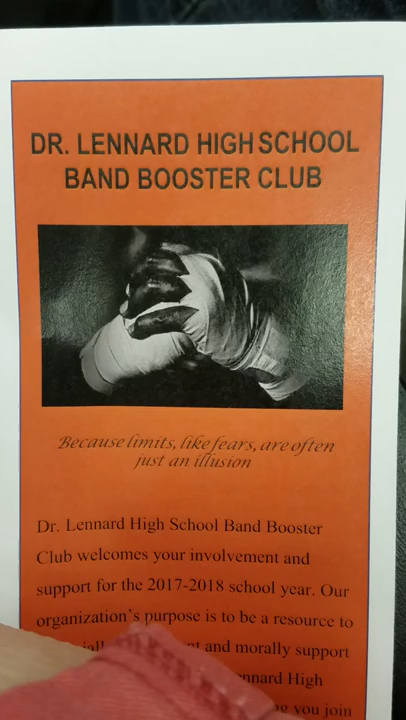 DR. LENNARD HIGH SCHOOL
BAND BOOSTER CLUB
Because limits, like fears, are often
just an illusion
Dr. Lennard High School Band Booster
Club welcomes your involvement and
support for the 2017-2018 school year. Our
organization's purpose is to be a resource to
and morally support
High
you join